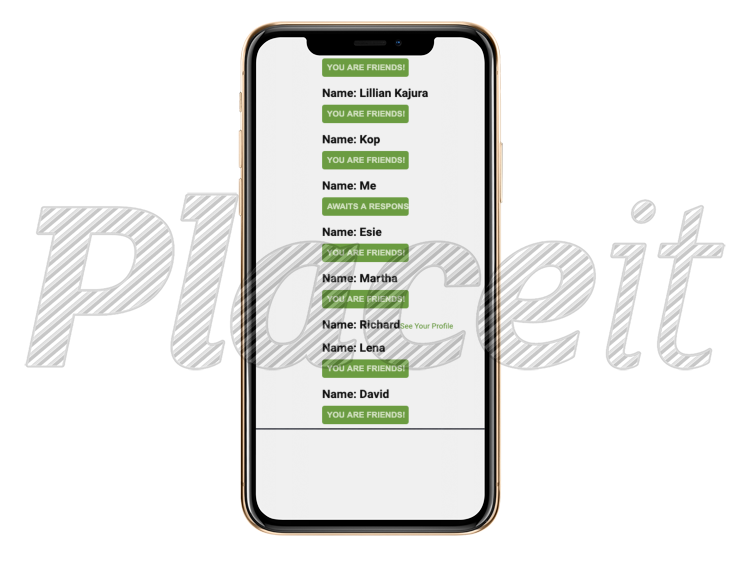 YOU ARE FRIENDS!
Name: Lillian Kajura
YOU ARE FRIENDS!
Name: Kop
YOU ARE FRIENDS!
Name: Me
AWAITS A RESPONS
Name: Esie
YOU ARE FRIENDS!
Name: Martha
YOU ARE FRIENDS!
Name: Richard See Your Profile
Name: Lena
YOU ARE FRIENDS!
Name: David
YOU ARE FRIENDS!
Placeit